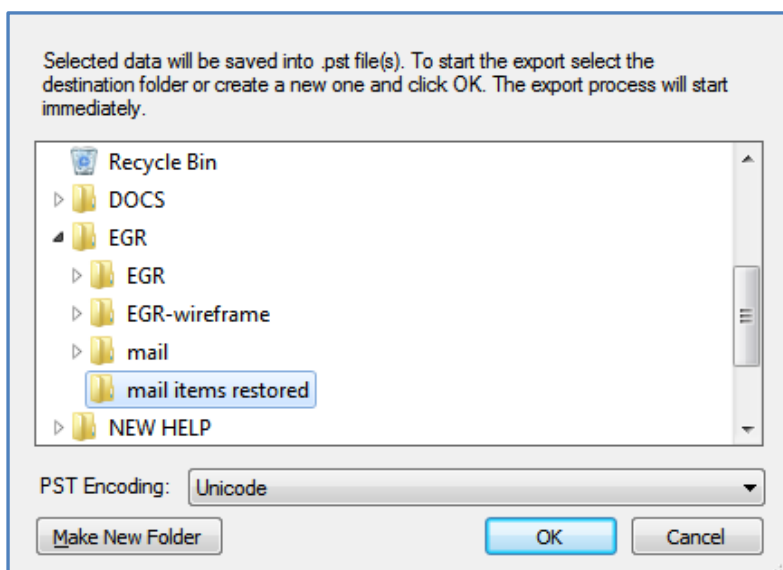 Selected data will be saved into .pst file(s). To start the export select the
destination folder or create a new one and click OK. The export process will start
immediately.
Recycle Bin
DOCS
EGR
EGR
EGR-wireframe
mail
mail items restored
NEW HELP
PST Encoding: Unicode
Make New Folder OK Cancel